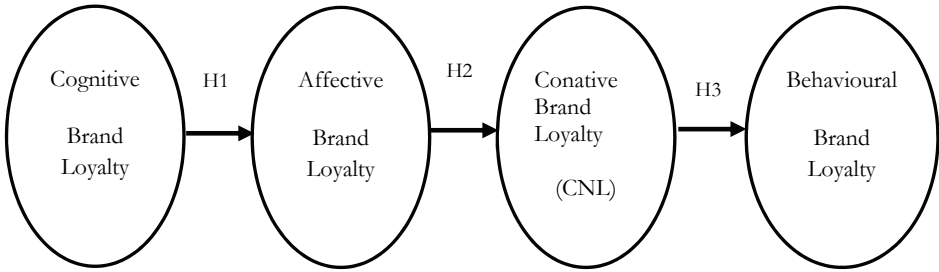 Cognitive
Brand
Loyalty
H1
Affective
Brand
Loyalty
H2
Conative
Brand
Loyalty
(CNL)
H3
Behavioural
Brand
Loyalty